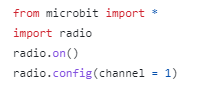 from microbit import *
import radio
radio.on()
radio.config(channel = 1)